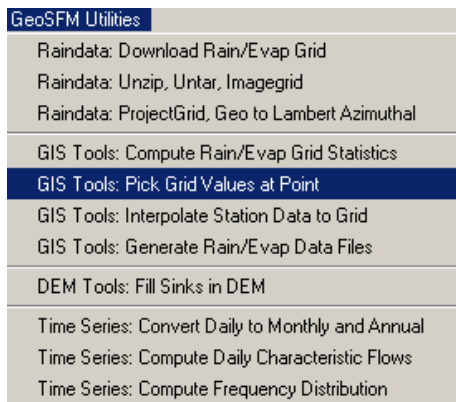 GeoSFM Utilities
Raindata: Download Rain/Evap Grid
Raindata: Unzip, Untar, Imagegrid
Raindata: ProjectGrid, Geo to Lambert Azimuthal
GIS Tools: Compute Rain/Evap Grid Statistics
GIS Tools: Pick Grid Values at Point
GIS Tools: Interpolate Station Data to Grid
GIS Tools: Generate Rain/Evap Data Files
DEM Tools: Fill Sinks in DEM
Time Series: Convert Daily to Monthly and Annual
Time Series: Compute Daily Characteristic Flows
Time Series: Compute Frequency Distribution